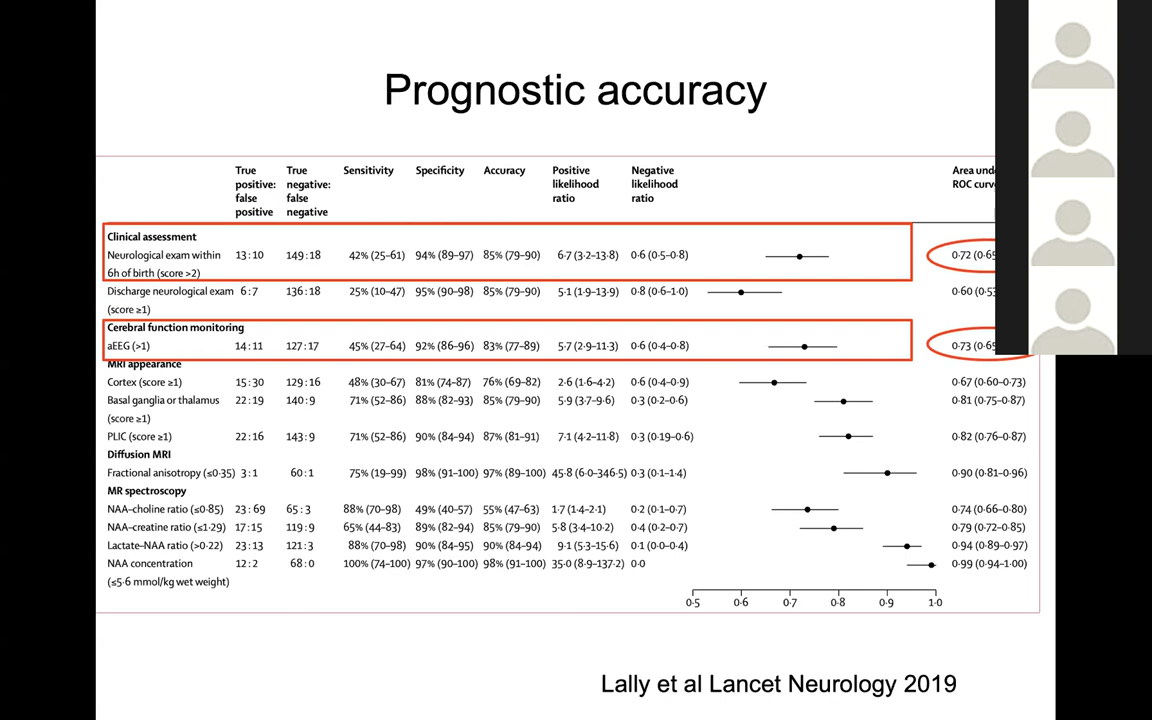 Prognostic accuracy
True positive: false positive True negative: false negative Sensitivity Specificity Accuracy Positive likelihood ratio Negative likelihood ratio Area ROC
Clinical assessment
Neurological exam within 13:10 149:18 42% (25–61) 94% (89–97) 85% (79–90) 6·7 (3·2–13·8) 0·6 (0·5–0·8) 0·72
6h of birth (score >2)
Discharge neurological exam 6:7 136:18 25% (10–47) 95% (90–98) 85% (79–90) 5·1 (1·9–13·9) 0·8 (0·6–1·0) 0·60
(score ≥1)
Cerebral function monitoring
aEEG (>1) 14:11 127:17 45% (27–64) 92% (86–96) 83% (77–89) 5·7 (2·9–11·3) 0·6 (0·4–0·8) 0·73
MRI appearance
Cortex (score ≥1) 15:30 129:16 48% (30–67) 81% (74–87) 76% (69–82) 2·6 (1·6–4·2) 0·6 (0·4–0·9) 0·67 (0·60–0·73)
Basal ganglia or thalamus 22:19 140:9 71% (52–86) 88% (82–93) 85% (79–90) 5·9 (3·7–9·6) 0·3 (0·2–0·6) 0·81 (0·75–0·87)
(score ≥1)
PLIC (score ≥1) 22:16 143:9 71% (52–86) 90% (84–94) 87% (81–91) 7·1 (4·2–11·8) 0·3 (0·19–0·6) 0·82 (0·76–0·87)
Diffusion MRI
Fractional anisotropy (≤0·35) 3:1 60:1 75% (19–99) 98% (91–100) 97% (89–100) 45·8 (6·0–346·5) 0·3 (0·1–1·4) 0·90 (0·81–0·96)
MR spectroscopy
NAA–choline ratio (≤0·85) 23:69 65:3 88% (70–98) 49% (40–57) 55% (47–63) 1·7 (1·4–2·1) 0·2 (0·1–0·7) 0·74 (0·66–0·80)
NAA–creatine ratio (≤1·29) 17:15 119:9 65% (44–83) 89% (82–94) 85% (79–90) 5·8 (3·4–10·2) 0·4 (0·2–0·7) 0·79 (0·72–0·85)
Lactate–NAA ratio (>0·22) 23:13 121:3 88% (70–98) 90% (84–95) 90% (84–94) 9·1 (5·3–15·6) 0·1 (0·0–0·4) 0·94 (0·89–0·97)
NAA concentration 12:2 68:0 100% (74–100) 97% (90–100) 98% (91–100) 35·0 (8·9–137·2) 0·0 0·99 (0·94–1·00)
(≤5·6 mmol/kg wet weight)
0·5 0·6 0·7 0·8 0·9 1·0
Lally et al Lancet Neurology 2019